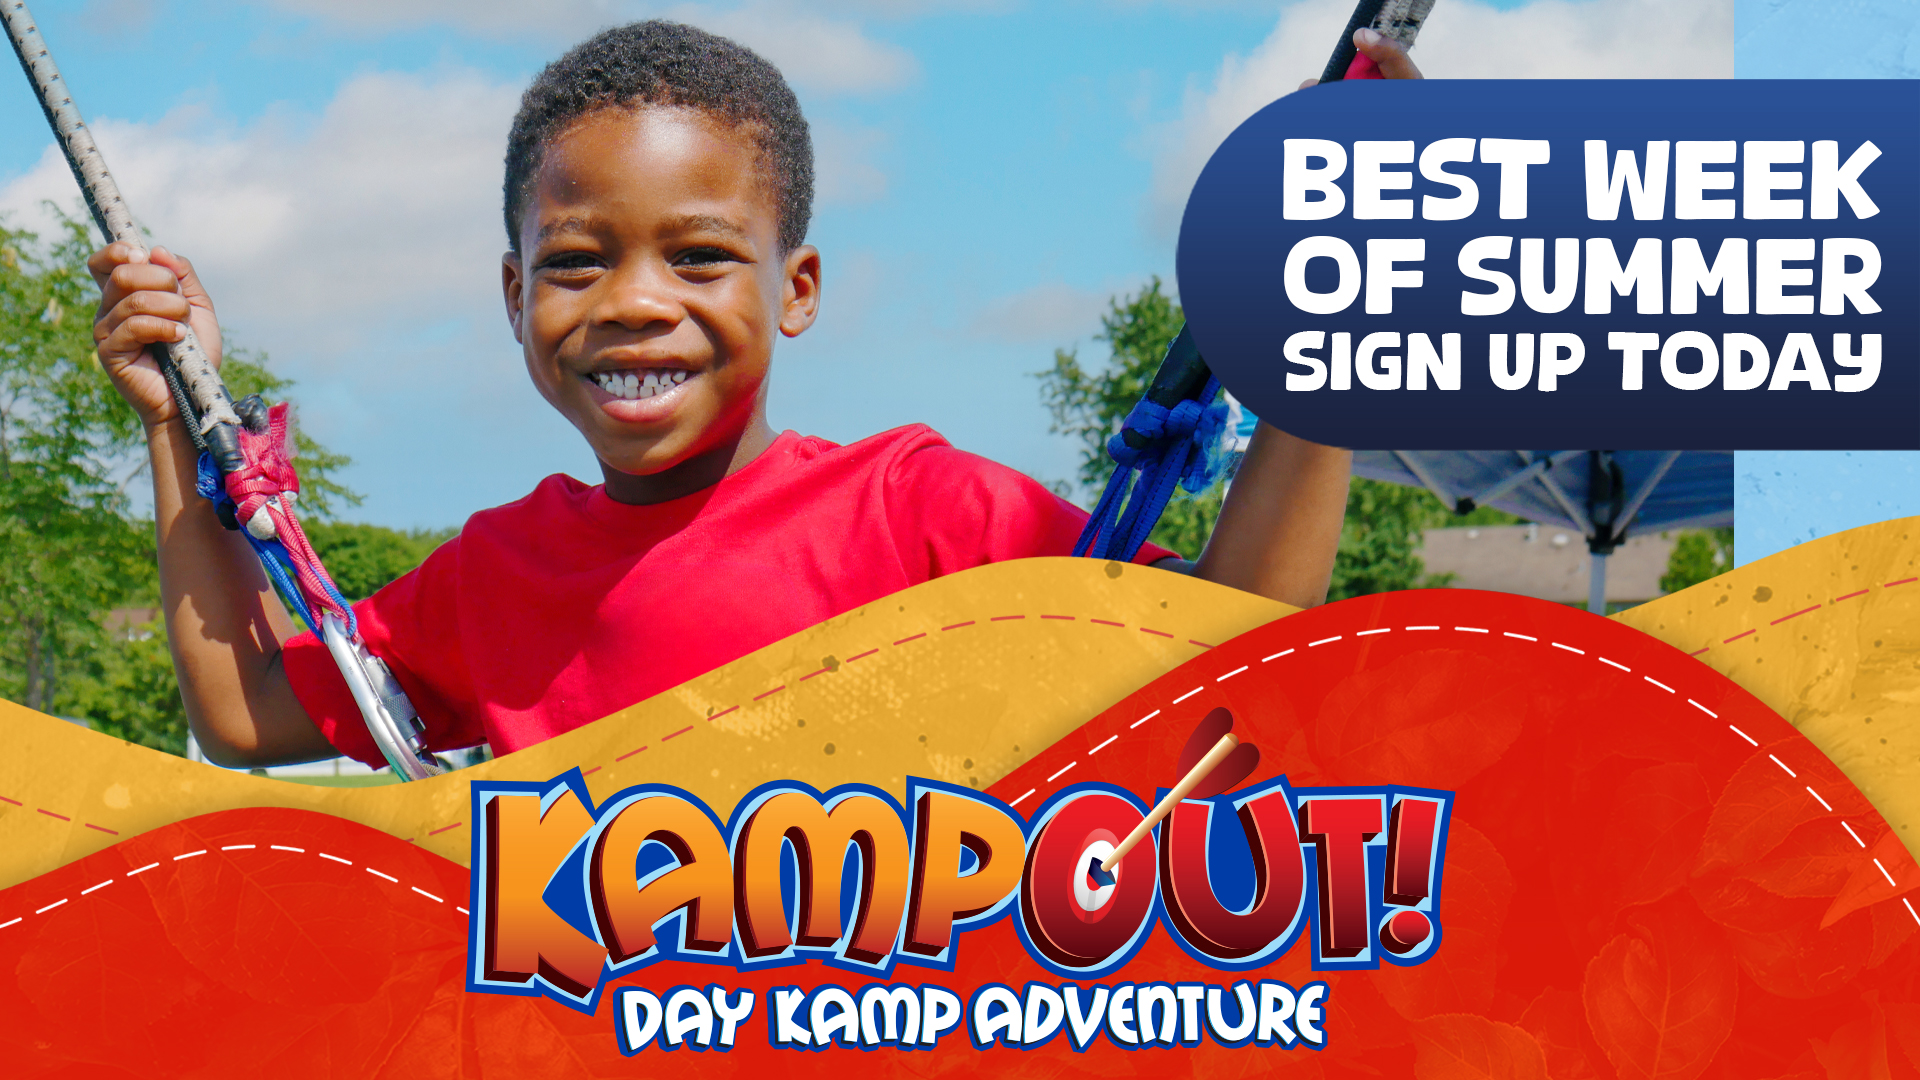 BEST WEEK
OF SUMMER
SIGN UP TODAY
KAMPOUT!
DAY KAMP ADVENTURE